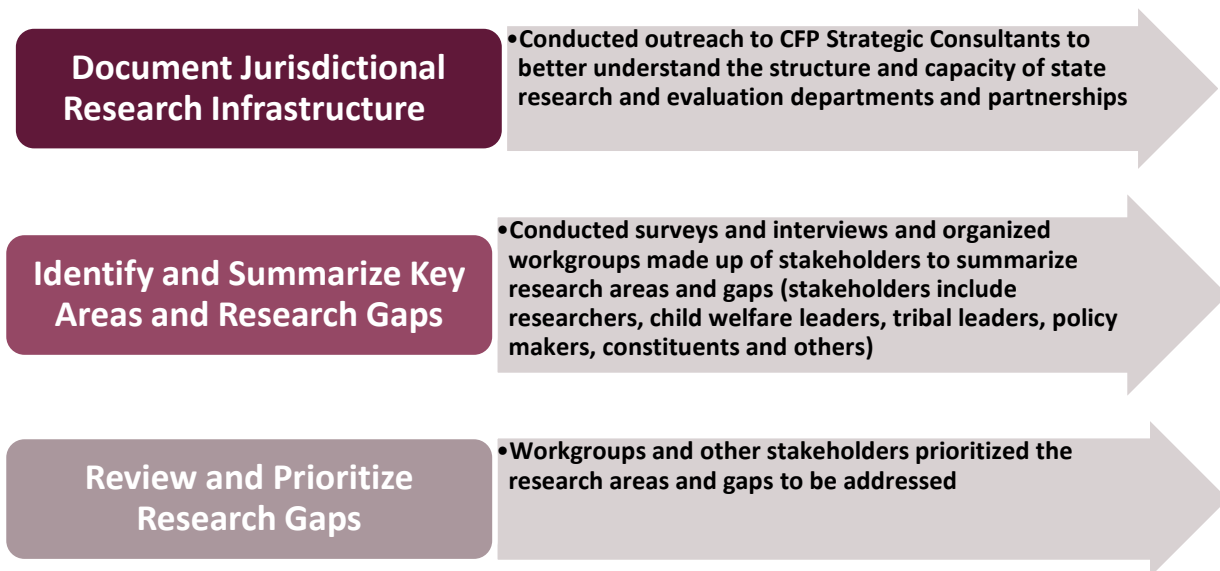 Document Jurisdictional
Research Infrastructure
•Conducted outreach to CFP Strategic Consultants to
better understand the structure and capacity of state
research and evaluation departments and partnerships
Identify and Summarize Key
Areas and Research Gaps
•Conducted surveys and interviews and organized
workgroups made up of stakeholders to summarize
research areas and gaps (stakeholders include
researchers, child welfare leaders, tribal leaders, policy
makers, constituents and others)
Review and Prioritize
Research Gaps
•Workgroups and other stakeholders prioritized the
research areas and gaps to be addressed